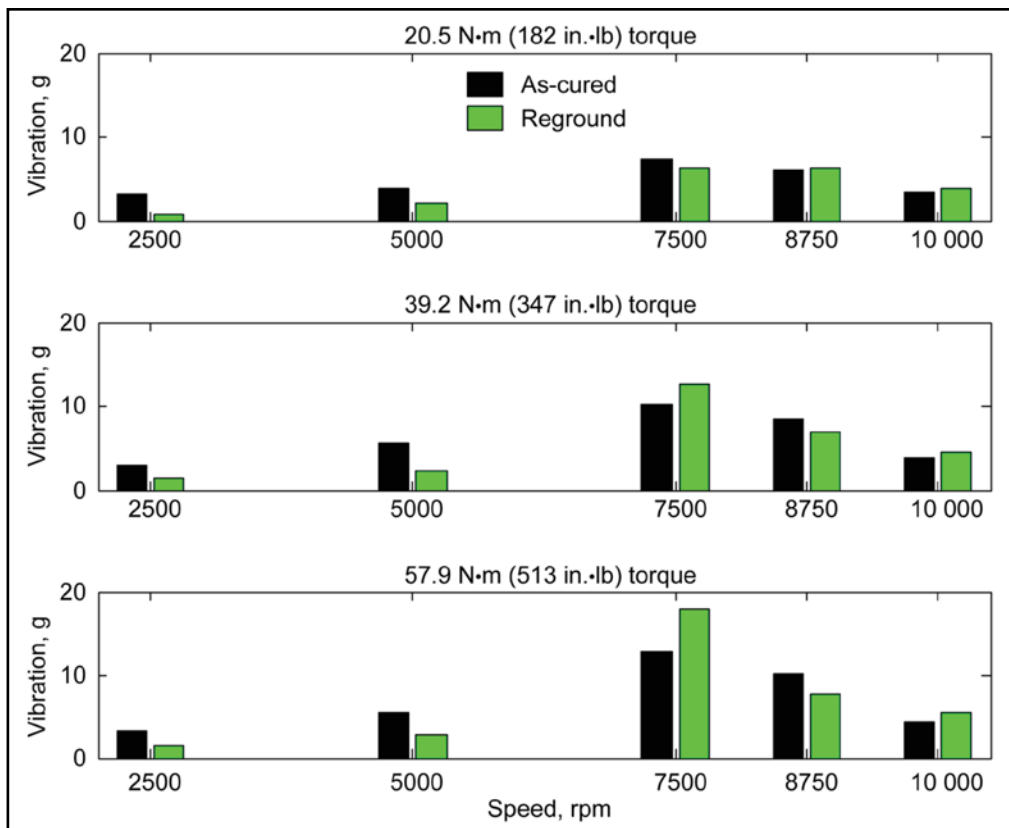 20.5 N•m (182 in.•lb) torque
20
10
0
Vibration, g
As-cured
Reground
2500 5000 7500 8750 10 000
39.2 N•m (347 in.•lb) torque
20
10
0
Vibration, g
2500 5000 7500 8750 10 000
57.9 N•m (513 in.•lb) torque
20
10
0
Vibration, g
2500 5000 7500 8750 10 000
Speed, rpm